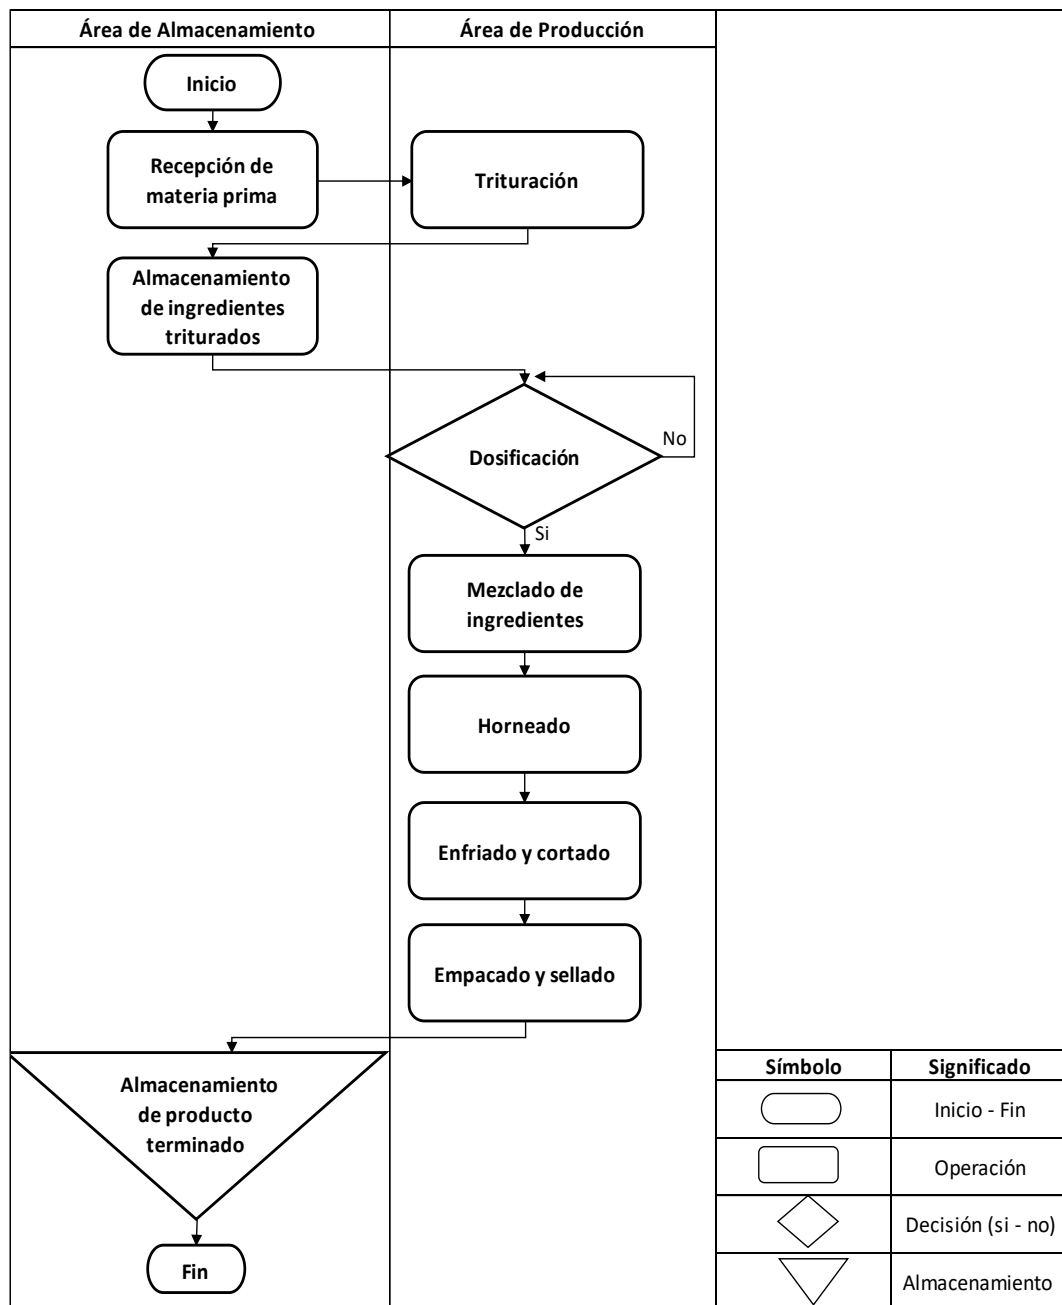 Área de Almacenamiento
Área de Producción
Inicio
Recepción de
materia prima
Trituración
Almacenamiento
de ingredientes
triturados
Dosificación
No
Si
Mezclado de
ingredientes
Horneado
Enfriado y cortado
Empacado y sellado
Almacenamiento
de producto
terminado
Fin
Símbolo
Significado
Inicio - Fin
Operación
Decisión (si - no)
Almacenamiento